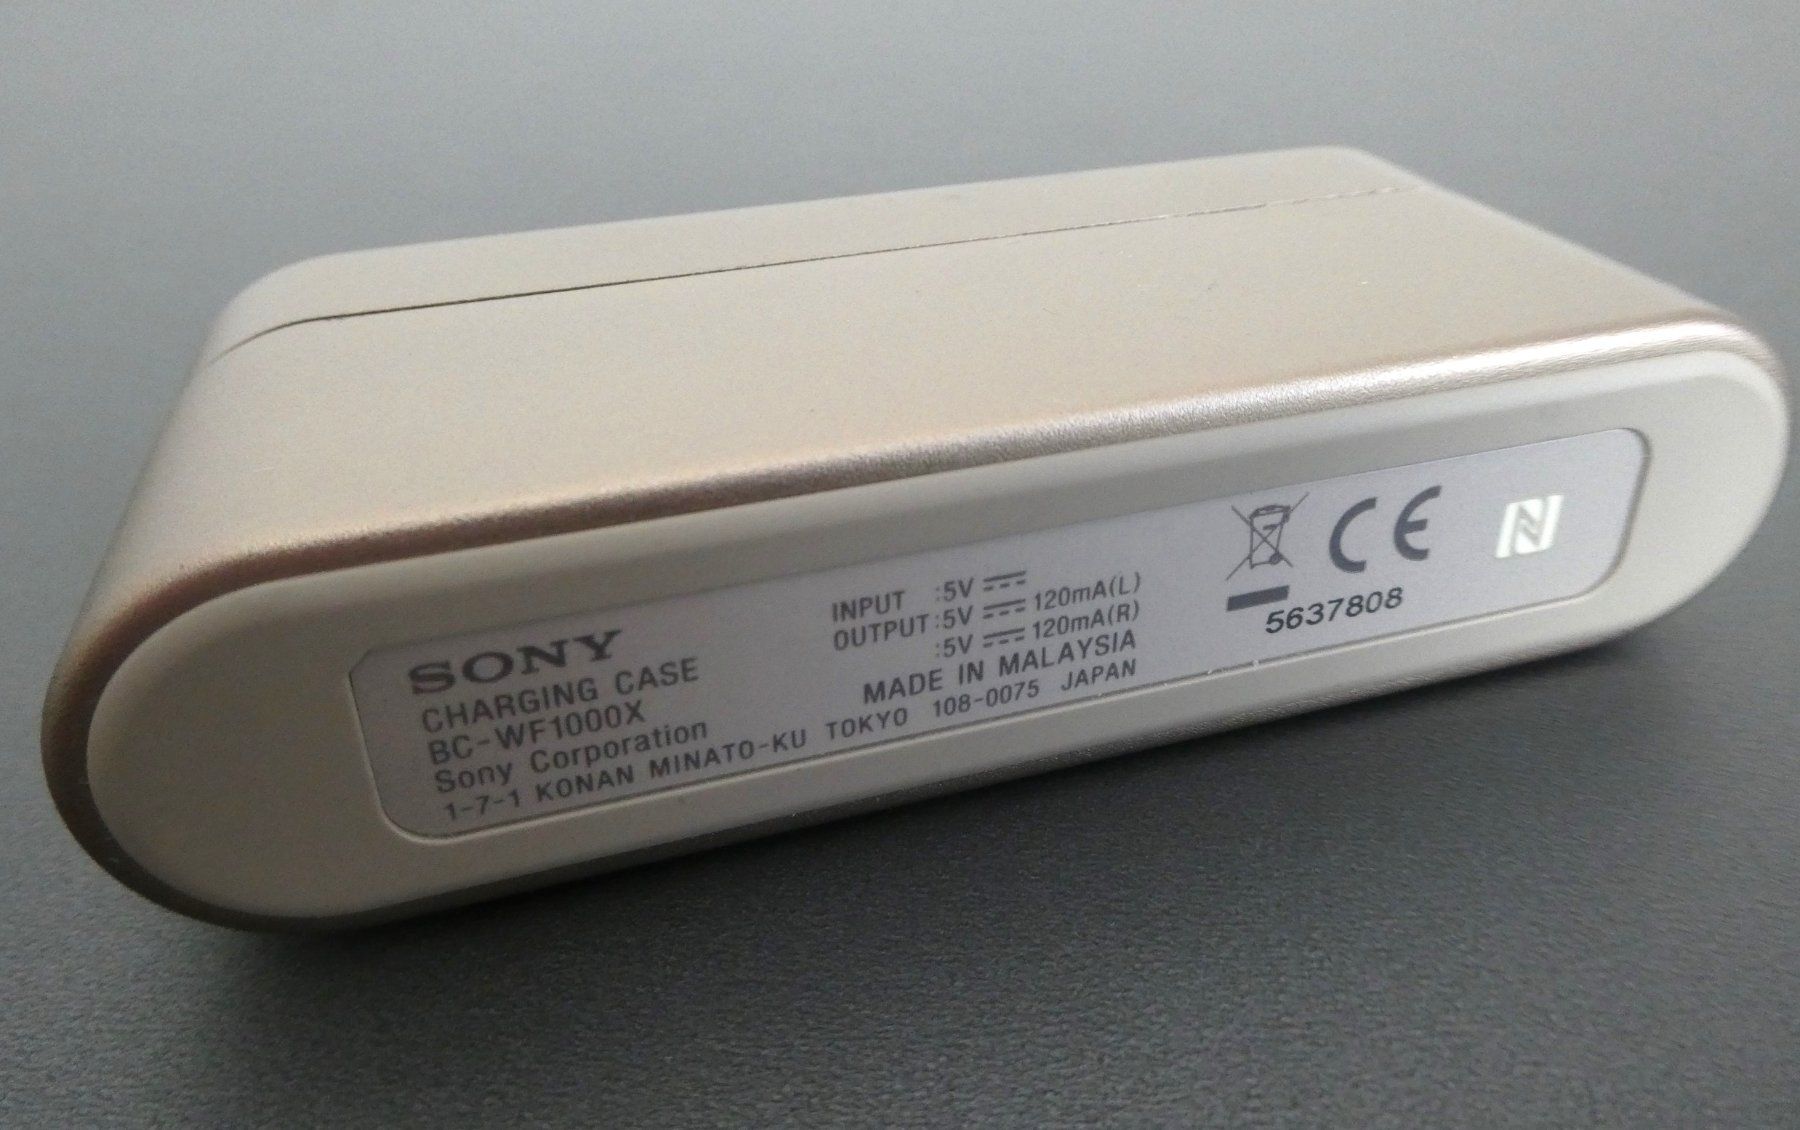 SONY
CHARGING CASE
BC-WF1000X
Sony Corporation
1-7-1 KONAN MINATO-KU TOKYO 108-0075 JAPAN
INPUT :5V
OUTPUT:5V 120mA(L)
:5V 120mA(R)
MADE IN MALAYSIA
CE
5637808